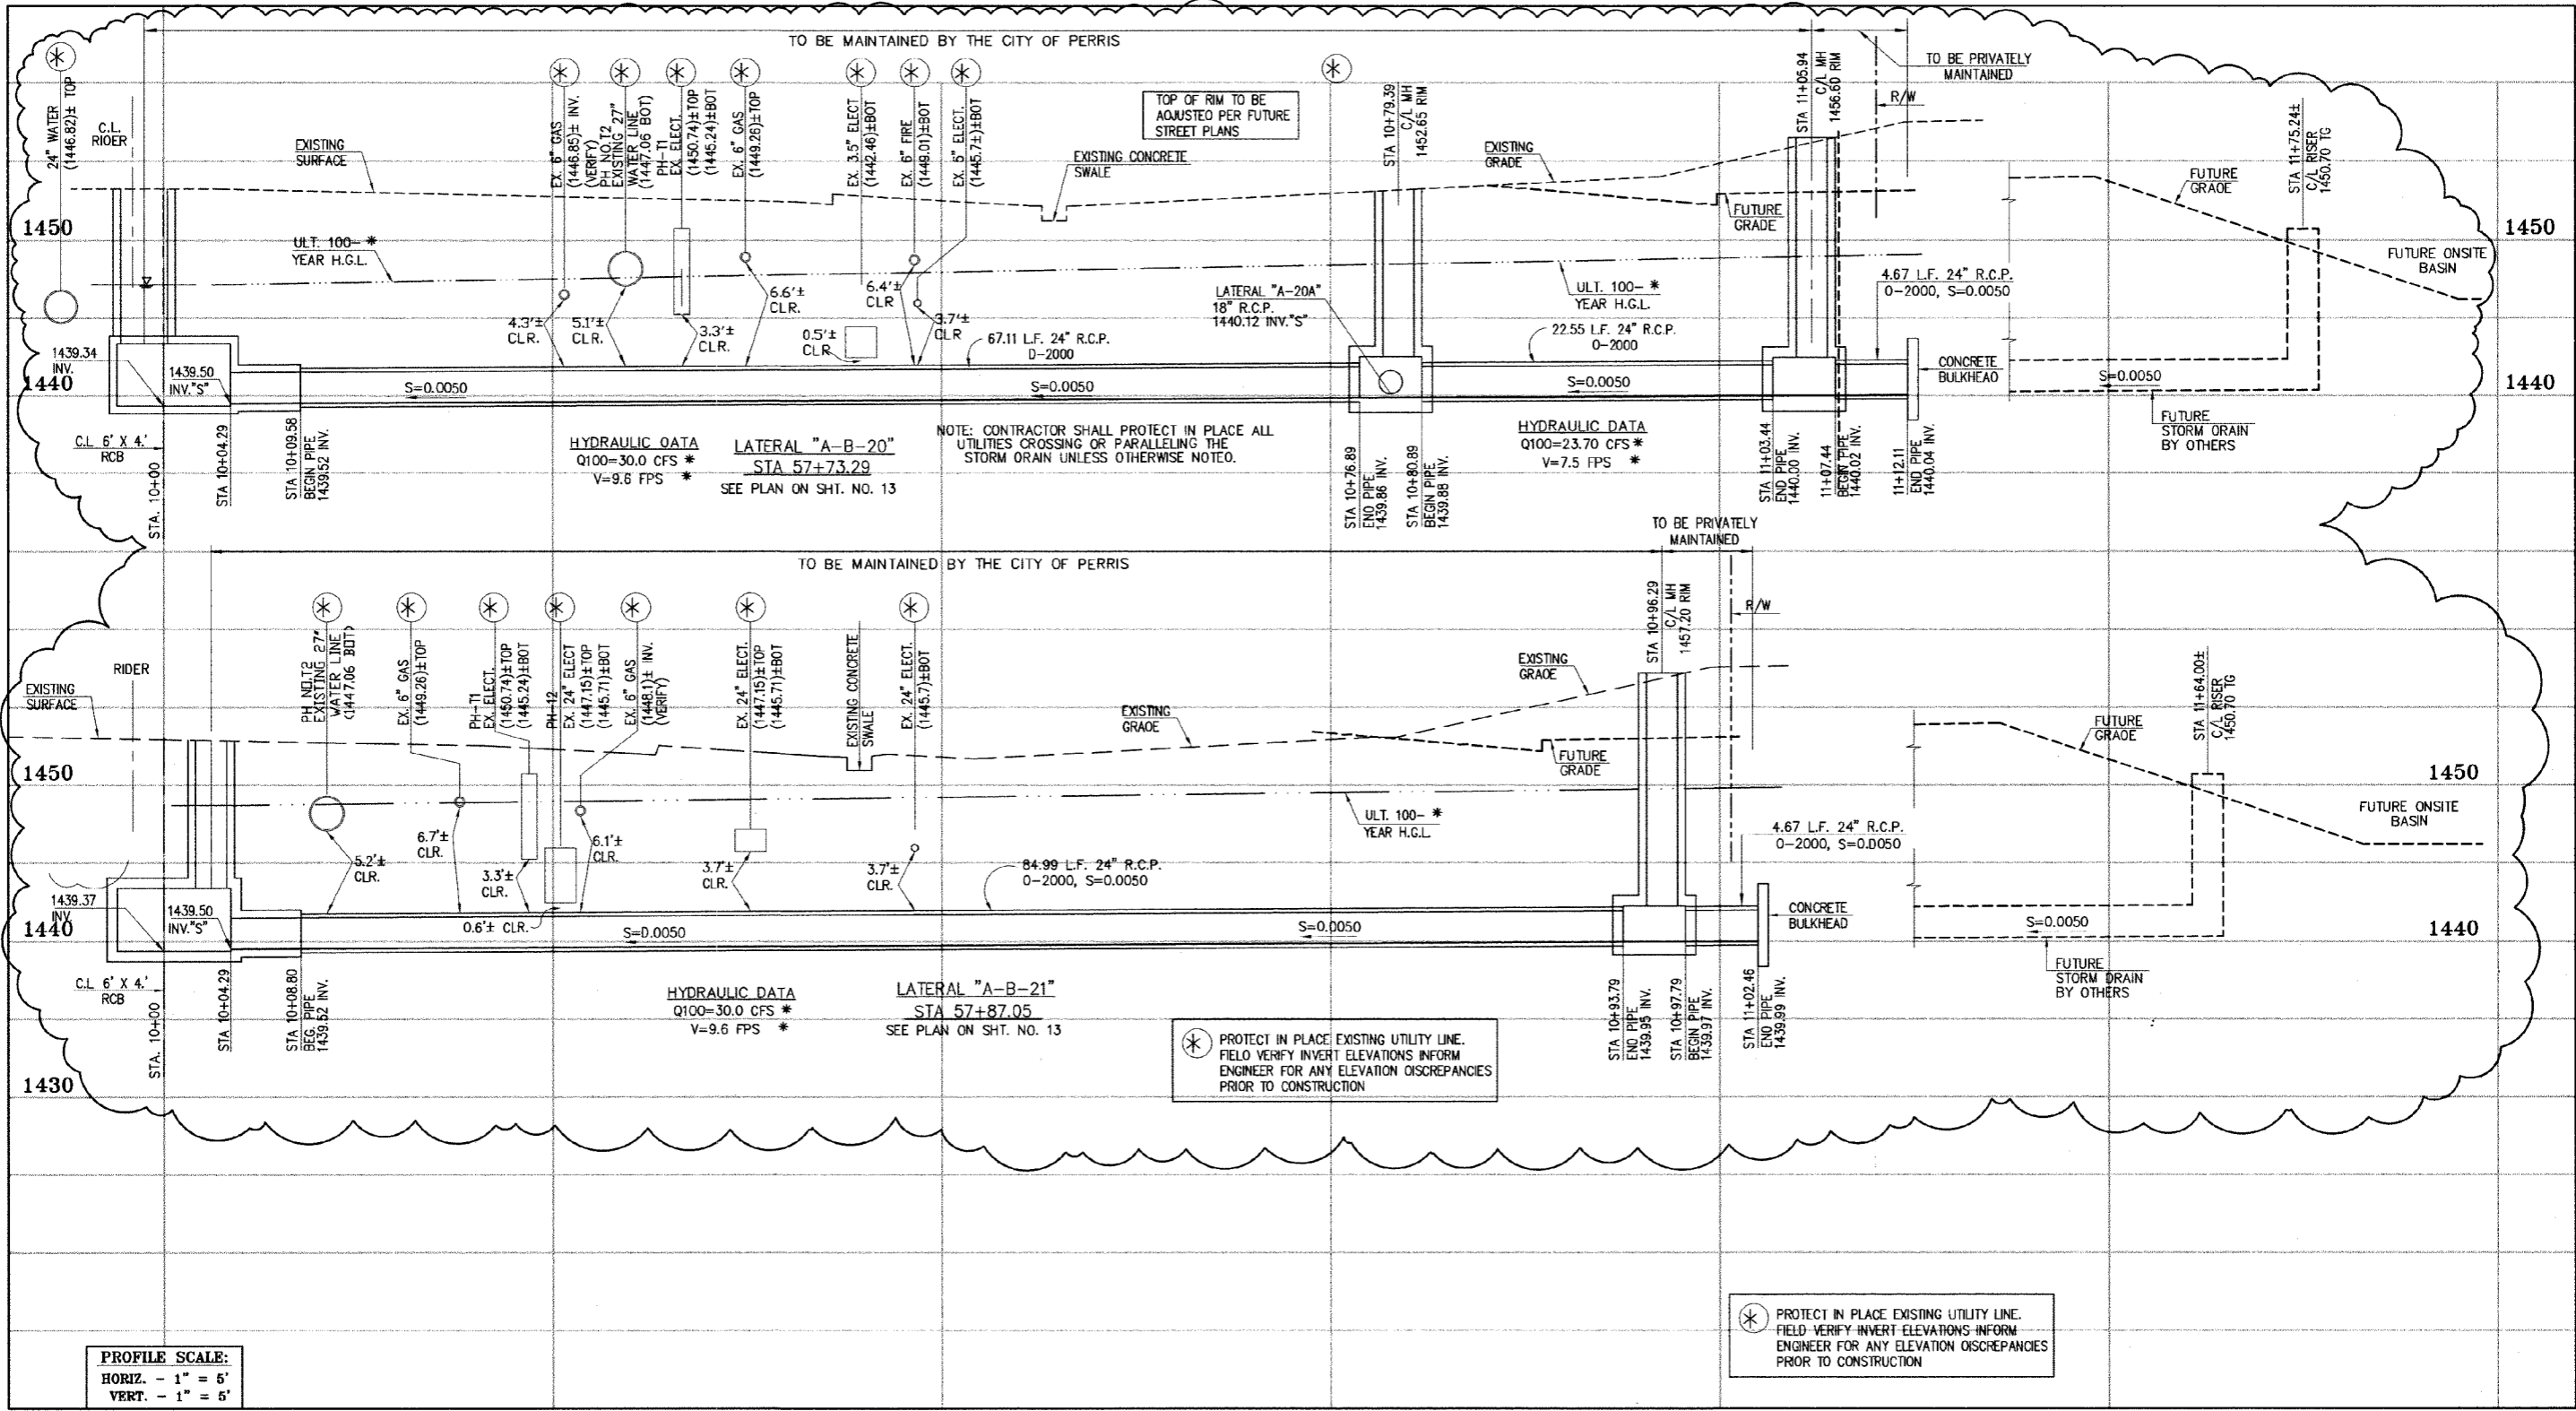 TO BE MAINTAINED BY THE CITY OF PERRIS
TO BE PRIVATELY
MAINTAINED
R/W
24" WATER
(1446.82)± TOP
C.L.
RIOER
EXISTING
SURFACE
EX. 6" GAS
(1446.85)± INV.
(VERIFY)
PH NO.T2
EXISTING 27"
WATER LINE
(1447.06 BOT)
PH-T1
EX. ELECT.
(1450.74)±TOP
(1445.24)±BOT
EX. 6" GAS
(1449.26)±TOP
EX. 3.5" ELECT
(1442.46)±BOT
EX. 6" FIRE
(1449.01)±BOT
EX. 5" ELECT.
(1445.7±)±BOT
TOP OF RIM TO BE
AOJUSTEO PER FUTURE
STREET PLANS
EXISTING CONCRETE
SWALE
STA 10+79.39
C/L MH
1452.65 RIM
EXISTING
GRADE
FUTURE
GRADE
STA 11+05.94
C/L MH
1456.60 RIM
FUTURE
GRAOE
STA 11+75.24±
C/L RISER
1450.70 TG
1450
1450
ULT. 100- *
YEAR H.G.L.
FUTURE ONSITE
BASIN
4.3'±
CLR.
5.1'±
CLR.
3.3'±
CLR.
6.6'±
CLR.
0.5'±
CLR
6.4'±
CLR
3.7'±
CLR
67.11 L.F. 24" R.C.P.
D-2000
LATERAL "A-20A"
18" R.C.P.
1440.12 INV."S"
ULT. 100- *
YEAR H.G.L.
22.55 L.F. 24" R.C.P.
O-2000
4.67 L.F. 24" R.C.P.
O-2000, S=0.0050
1439.34
INV.
1439.50
INV."S"
1440
S=0.0050
S=0.0050
S=0.0050
CONCRETE
BULKHEAO
S=0.0050
1440
FUTURE
STORM ORAIN
BY OTHERS
C.L. 6' X 4.'
RCB
STA. 10+00
STA 10+04.29
STA 10+09.58
BEGIN PIPE
1439.52 INV.
HYDRAULIC OATA
Q100=30.0 CFS *
V=9.6 FPS *
LATERAL "A-B-20"
STA 57+73.29
SEE PLAN ON SHT. NO. 13
NOTE: CONTRACTOR SHALL PROTECT IN PLACE ALL
UTILITIES CROSSING OR PARALLELING THE
STORM ORAIN UNLESS OTHERWISE NOTEO.
STA 10+76.89
ENO PIPE
1439.86 INV.
STA 10+80.89
BEGIN PIPE
1439.88 INV.
HYDRAULIC DATA
Q100=23.70 CFS *
V=7.5 FPS *
STA 11+03.44
END PIPE
1440.00 INV.
11+07.44
BEGIN PIPE
1440.02 INV.
11+12.11
END PIPE
1440.04 INV.
TO BE MAINTAINED BY THE CITY OF PERRIS
TO BE PRIVATELY
MAINTAINED
R/W
RIDER
EXISTING
SURFACE
PH NO.T2
EXISTING 27"
WATER LINE
(1447.06 BOT)
EX. 6" GAS
(1449.26)±TOP
PH-T1
EX. ELECT.
(1450.74)±TOP
(1445.24)±BOT
PH-12
EX. 24" ELECT
(1447.15)±TOP
(1445.71)±BOT
EX. 6" GAS
(1448.1)± INV.
(VERIFY)
EX. 24" ELECT.
(1447.15)±TOP
(1445.71)±BOT
EXISTING CONCRETE
SWALE
EX. 24" ELECT.
(1445.7)±BOT
EXISTING
GRAOE
EXISTING
GRAOE
FUTURE
GRADE
STA 10+96.29
C/L MH
1457.20 RIM
FUTURE
GRAOE
STA 11+64.00±
C/L RISER
1450.70 TG
1450
1450
FUTURE ONSITE
BASIN
5.2'±
CLR.
6.7'±
CLR.
3.3'±
CLR.
0.6'± CLR.
6.1'±
CLR.
3.7'±
CLR.
3.7'±
CLR.
84.99 L.F. 24" R.C.P.
O-2000, S=0.0050
ULT. 100- *
YEAR H.G.L.
4.67 L.F. 24" R.C.P.
O-2000, S=0.0050
1439.37
INV.
1439.50
INV."S"
1440
S=0.0050
S=0.0050
CONCRETE
BULKHEAD
S=0.0050
1440
FUTURE
STORM DRAIN
BY OTHERS
C.L. 6' X 4.'
RCB
STA. 10+00
STA 10+04.29
STA 10+08.80
BEG. PIPE
1439.52 INV.
HYDRAULIC DATA
Q100=30.0 CFS *
V=9.6 FPS *
LATERAL "A-B-21"
STA 57+87.05
SEE PLAN ON SHT. NO. 13
STA 10+93.79
END PIPE
1439.95 INV.
STA 10+97.79
BEGIN PIPE
1439.97 INV.
STA 11+02.46
ENO PIPE
1439.99 INV.
PROTECT IN PLACE EXISTING UTILITY LINE.
FIELO VERIFY INVERT ELEVATIONS INFORM
ENGINEER FOR ANY ELEVATION OISCREPANCIES
PRIOR TO CONSTRUCTION
1430
PROTECT IN PLACE EXISTING UTILITY LINE.
FIELD VERIFY INVERT ELEVATIONS INFORM
ENGINEER FOR ANY ELEVATION OISCREPANCIES
PRIOR TO CONSTRUCTION
PROFILE SCALE:
HORIZ. - 1" = 5'
VERT. - 1" = 5'